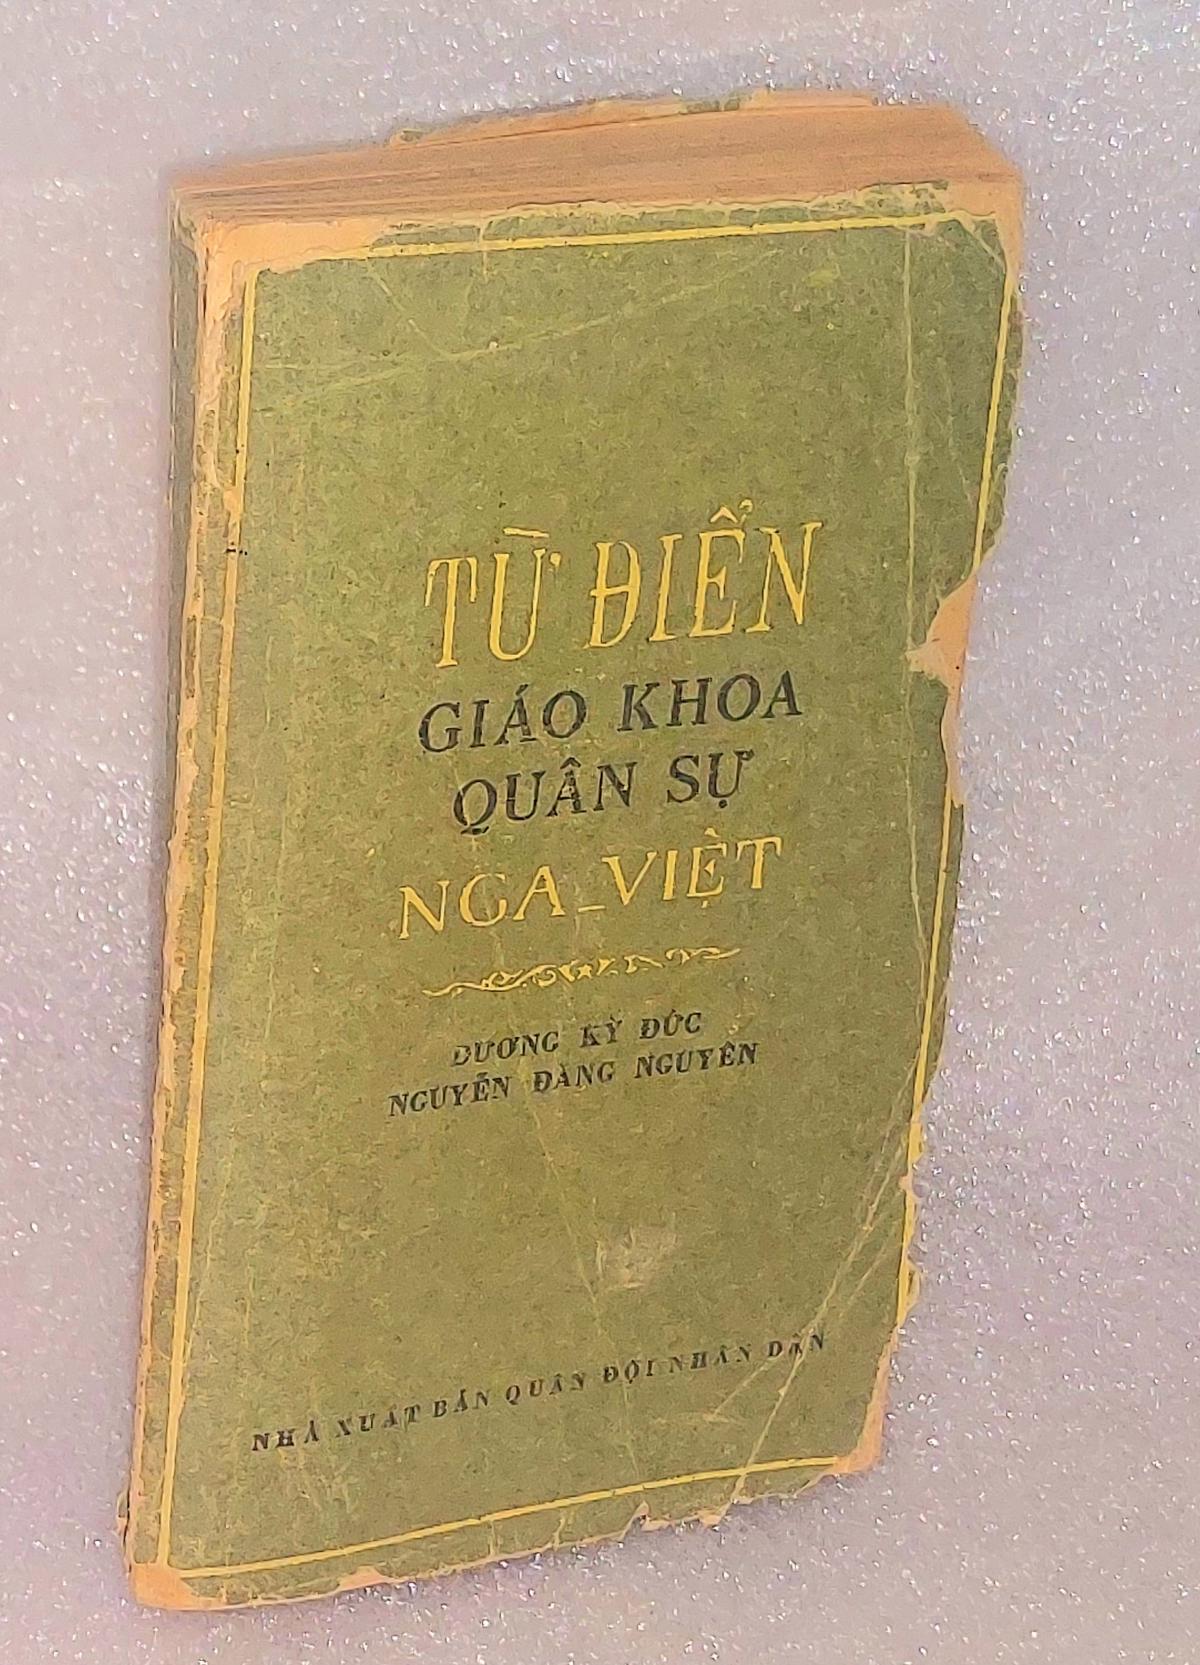 TỪ ĐIỂN
GIÁO KHOA
QUÂN SỰ
NGA_VIỆT
DƯƠNG KỲ ĐỨC
NGUYỄN ĐĂNG NGUYÊN
NHÀ XUẤT BẢN QUÂN ĐỘI NHÂN DÂN